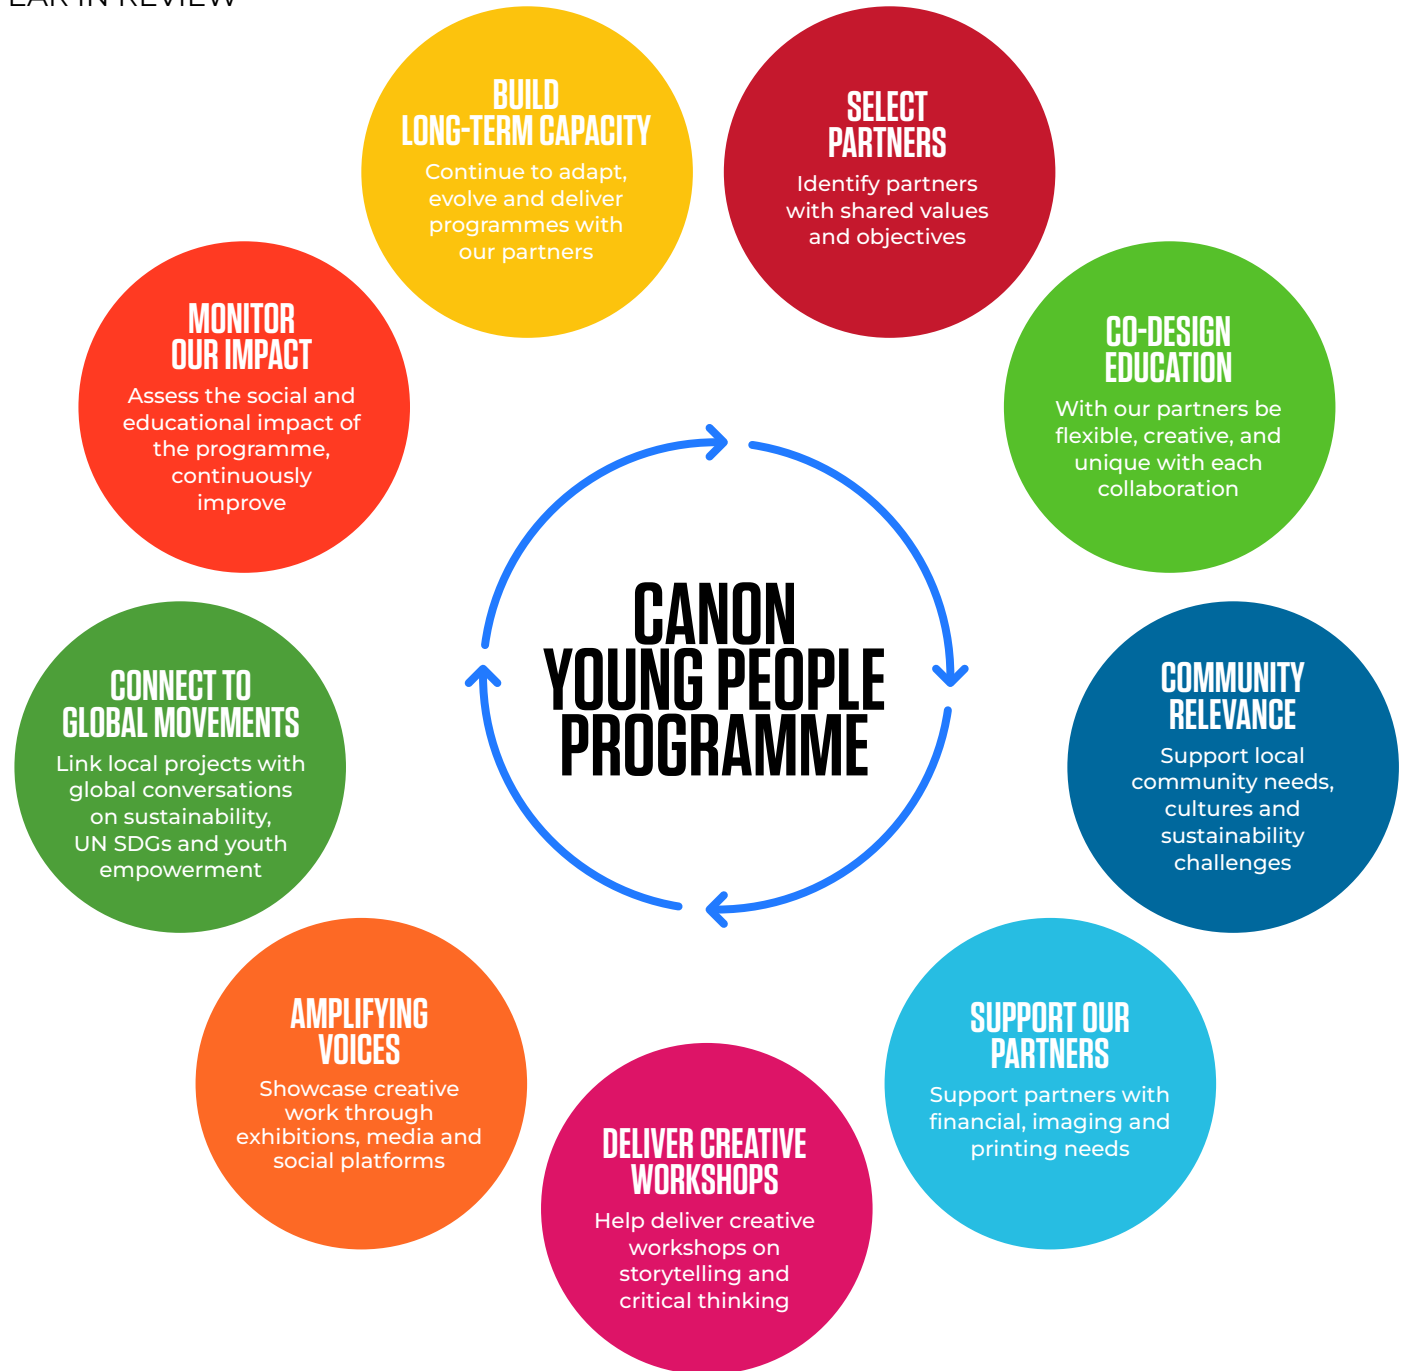 EAR IN REVIEW
BUILD
LONG-TERM CAPACITY
Continue to adapt,
evolve and deliver
programmes with
our partners
SELECT
PARTNERS
Identify partners
with shared values
and objectives
CO-DESIGN
EDUCATION
With our partners be
flexible, creative, and
unique with each
collaboration
COMMUNITY
RELEVANCE
Support local
community needs,
cultures and
sustainability
challenges
SUPPORT OUR
PARTNERS
Support partners with
financial, imaging and
printing needs
DELIVER CREATIVE
WORKSHOPS
Help deliver creative
workshops on
storytelling and
critical thinking
AMPLIFYING
VOICES
Showcase creative
work through
exhibitions, media and
social platforms
CONNECT TO
GLOBAL MOVEMENTS
Link local projects with
global conversations
on sustainability,
UN SDGs and youth
empowerment
MONITOR
OUR IMPACT
Assess the social and
educational impact of
the programme,
continuously
improve
CANON
YOUNG PEOPLE
PROGRAMME